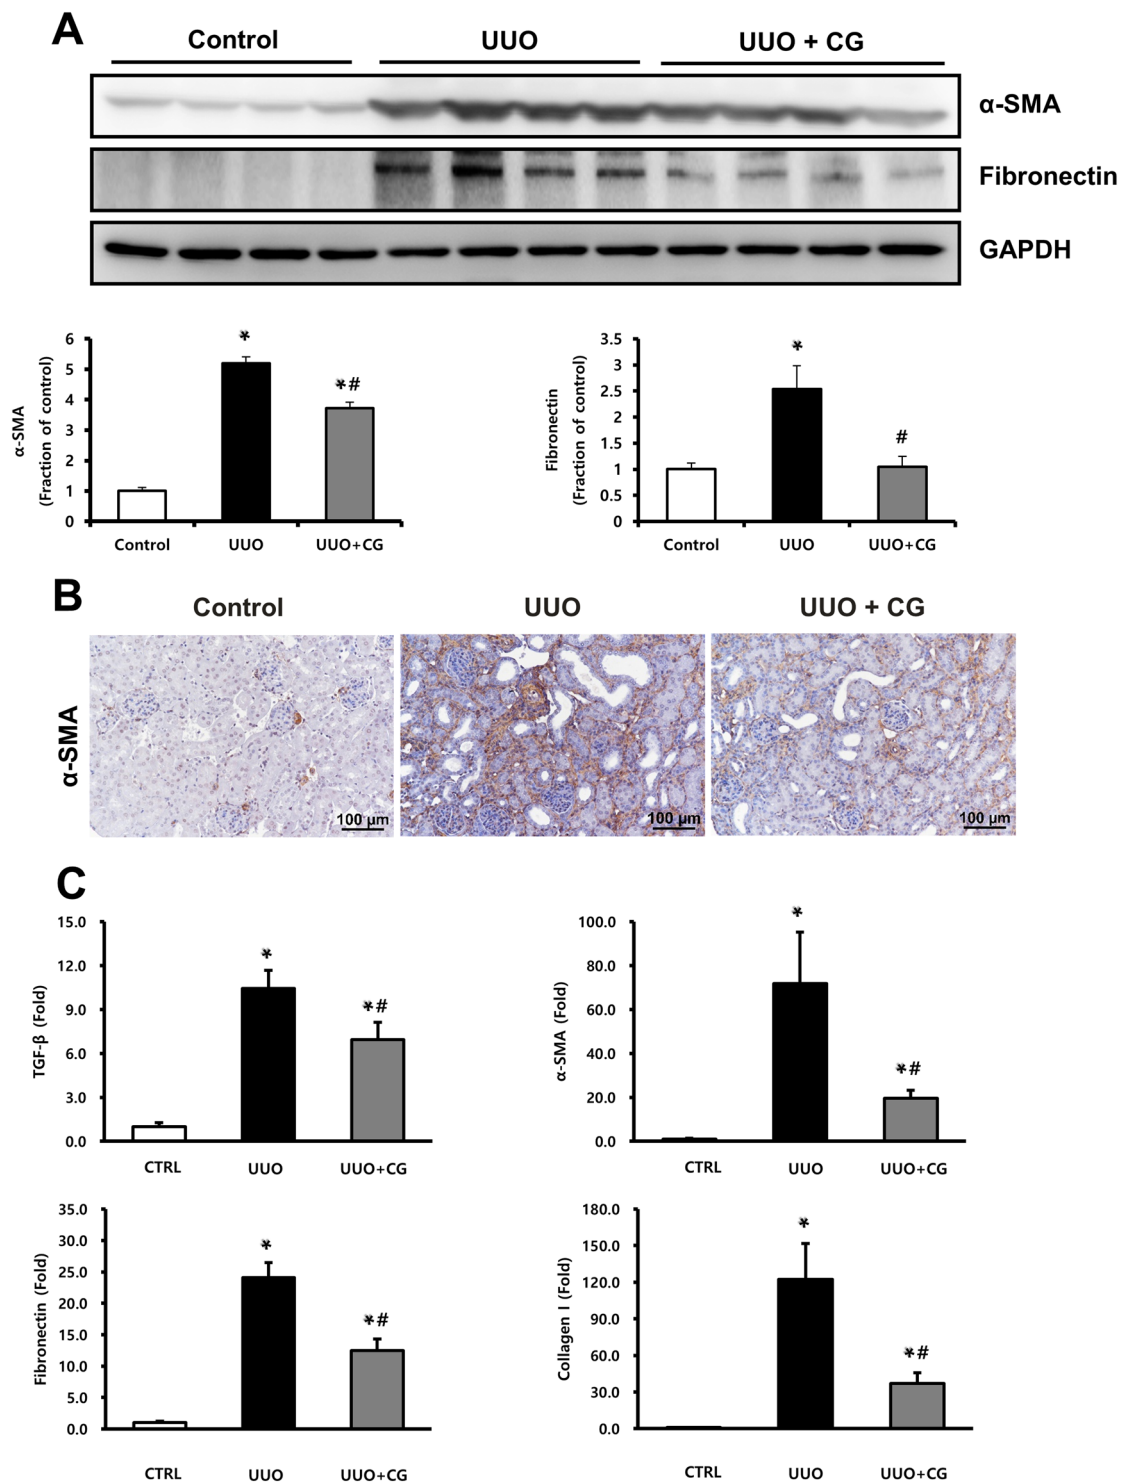 A
Control UUO UUO + CG
α-SMA
Fibronectin
GAPDH
α-SMA
(Fraction of control)
6
5
4
3
2
1
0
*
*#
Control UUO UUO+CG
Fibronectin
(Fraction of control)
3.5
3
2.5
2
1.5
1
0.5
0
*
#
Control UUO UUO+CG
B
Control UUO UUO + CG
α-SMA
100 µm 100 µm 100 µm
C
TGF-β (Fold)
15.0
12.0
9.0
6.0
3.0
0.0
*
*#
CTRL UUO UUO+CG
α-SMA (Fold)
100.0
80.0
60.0
40.0
20.0
0.0
*
*#
CTRL UUO UUO+CG
Fibronectin (Fold)
35.0
30.0
25.0
20.0
15.0
10.0
5.0
0.0
*
*#
CTRL UUO UUO+CG
Collagen I (Fold)
180.0
150.0
120.0
90.0
60.0
30.0
0.0
*
*#
CTRL UUO UUO+CG